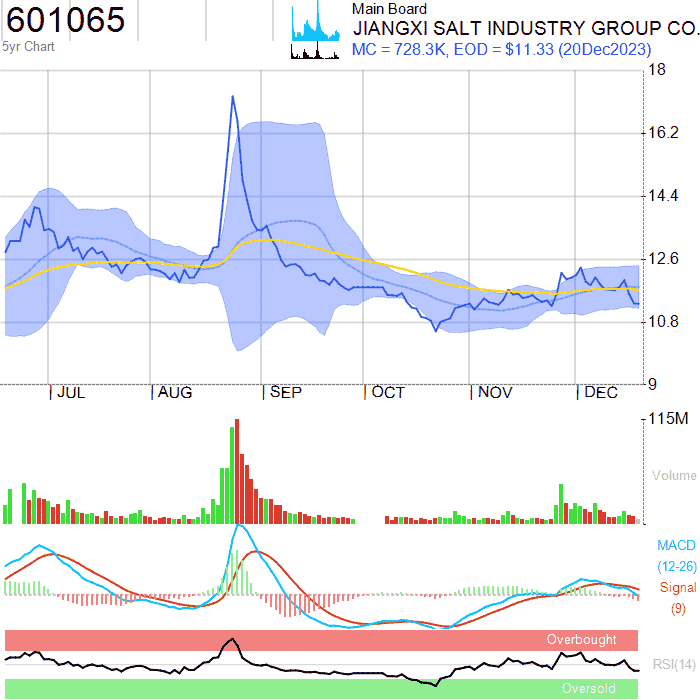 601065
5yr Chart
Main Board
JIANGXI SALT INDUSTRY GROUP CO.
MC = 728.3K, EOD = $11.33 (20Dec2023)
18
16.2
14.4
12.6
10.8
9
JUL AUG SEP OCT NOV DEC
115M
Volume
MACD
(12-26)
Signal
(9)
Overbought
RSI(14)
Oversold